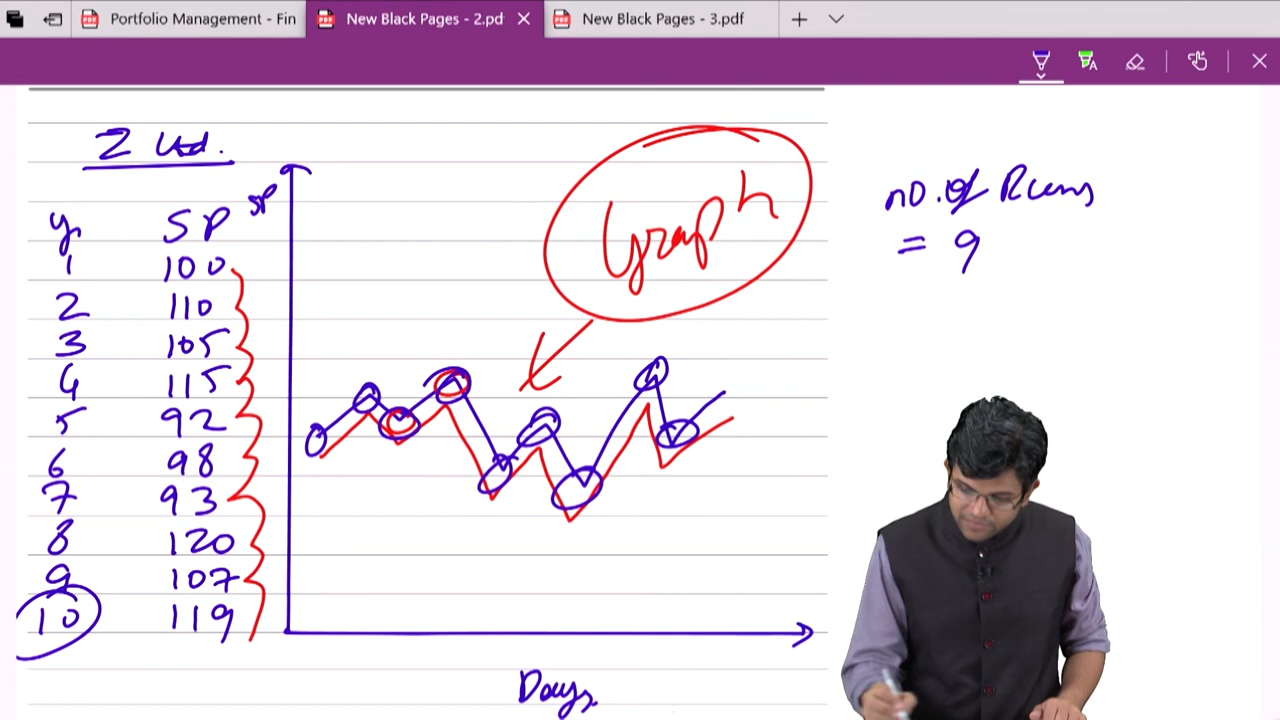 Portfolio Management - Fin
New Black Pages - 2.pd
New Black Pages - 3.pdf
Z Ltd.
y SP
1 100
2 110
3 105
4 115
5 92
6 98
7 93
8 120
9 107
10 119
SP
Graph
Days
no. of Runs
= 9